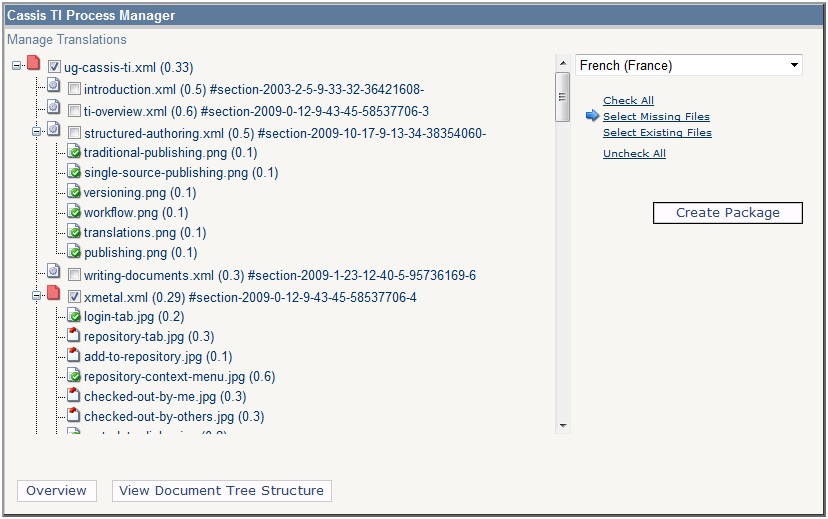 Cassis TI Process Manager
Manage Translations
ug-cassis-ti.xml (0.33)
introduction.xml (0.5) #section-2003-2-5-9-33-32-36421608-
ti-overview.xml (0.6) #section-2009-0-12-9-43-45-58537706-3
structured-authoring.xml (0.5) #section-2009-10-17-9-13-34-38354060-
traditional-publishing.png (0.1)
single-source-publishing.png (0.1)
versioning.png (0.1)
workflow.png (0.1)
translations.png (0.1)
publishing.png (0.1)
writing-documents.xml (0.3) #section-2009-1-23-12-40-5-95736169-6
xmetal.xml (0.29) #section-2009-0-12-9-43-45-58537706-4
login-tab.jpg (0.2)
repository-tab.jpg (0.3)
add-to-repository.jpg (0.1)
repository-context-menu.jpg (0.6)
checked-out-by-me.jpg (0.3)
checked-out-by-others.jpg (0.3)
French (France)
Check All
Select Missing Files
Select Existing Files
Uncheck All
Create Package
Overview
View Document Tree Structure